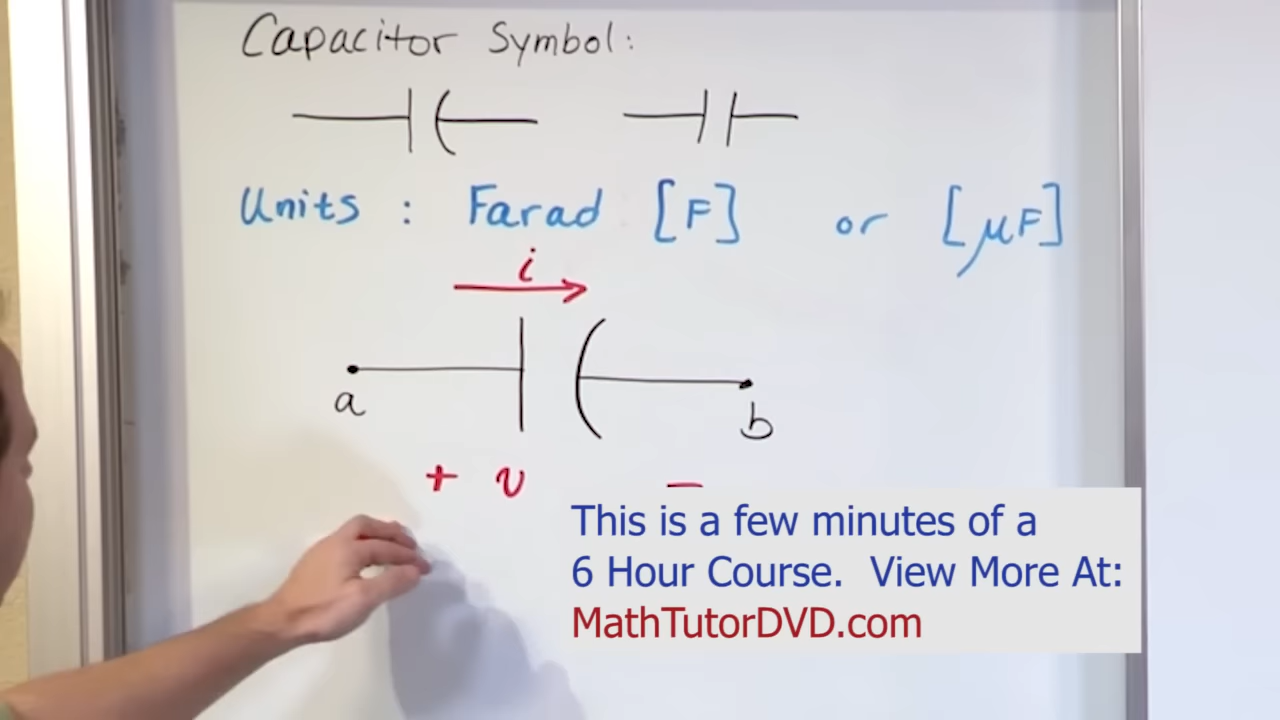 Capacitor Symbol:
Units : Farad [F] or [μF]
i
a
b
+ v -
This is a few minutes of a
6 Hour Course. View More At:
MathTutorDVD.com